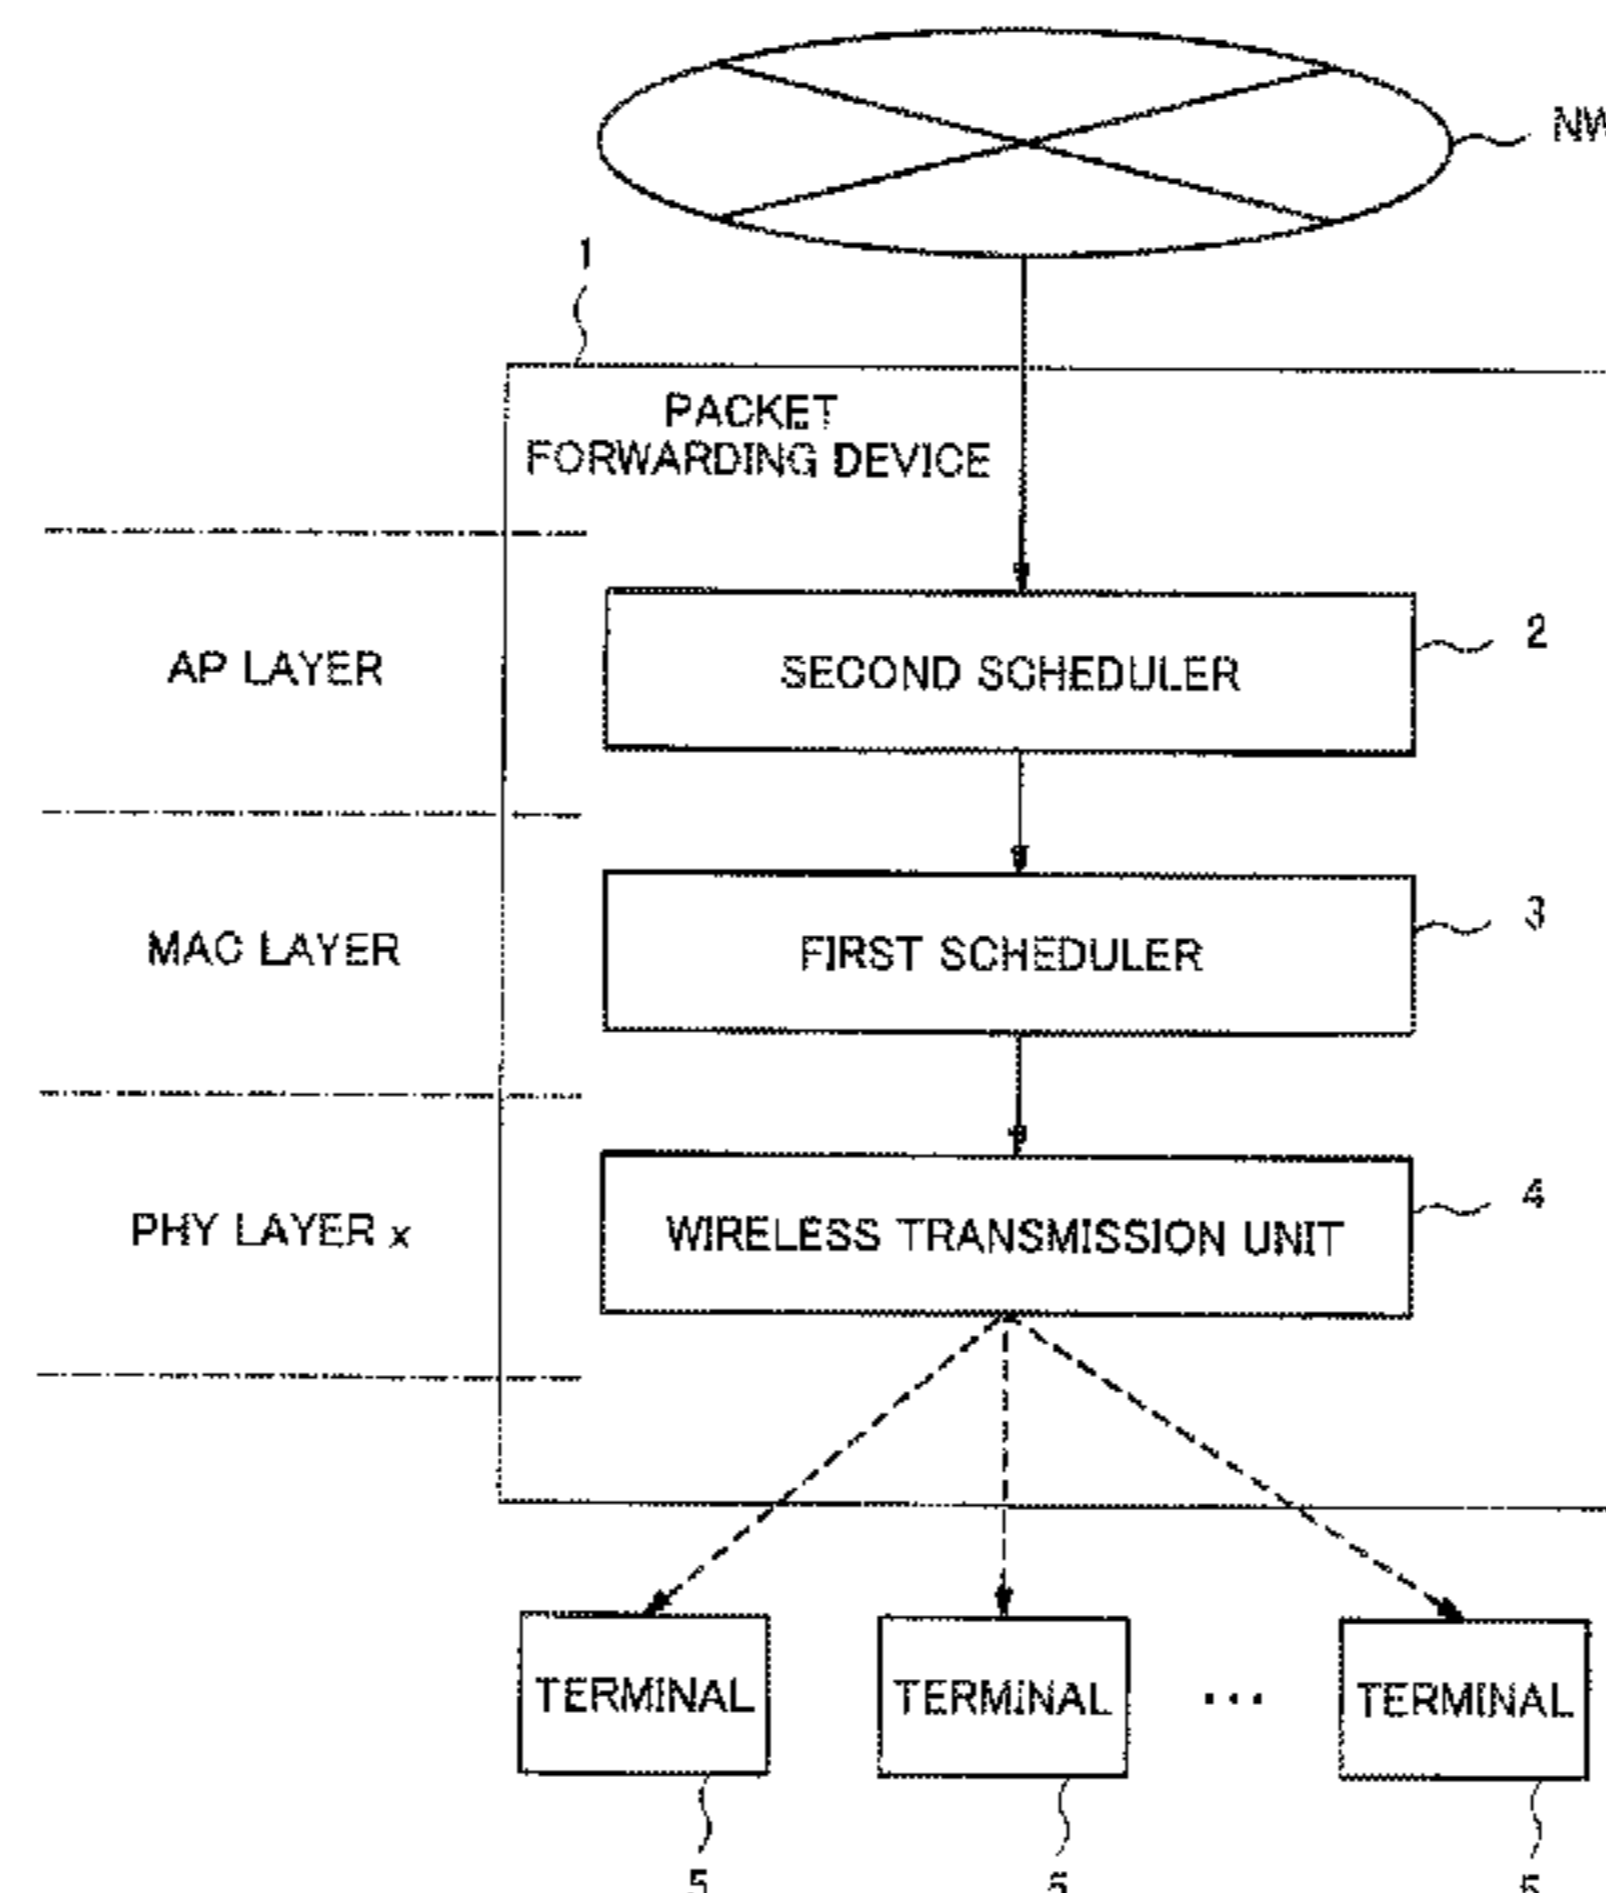 NW
1
PACKET
FORWARDING DEVICE
AP LAYER
SECOND SCHEDULER
2
MAC LAYER
FIRST SCHEDULER
3
PHY LAYER x
WIRELESS TRANSMISSION UNIT
4
TERMINAL
TERMINAL
...
TERMINAL
5
5
5